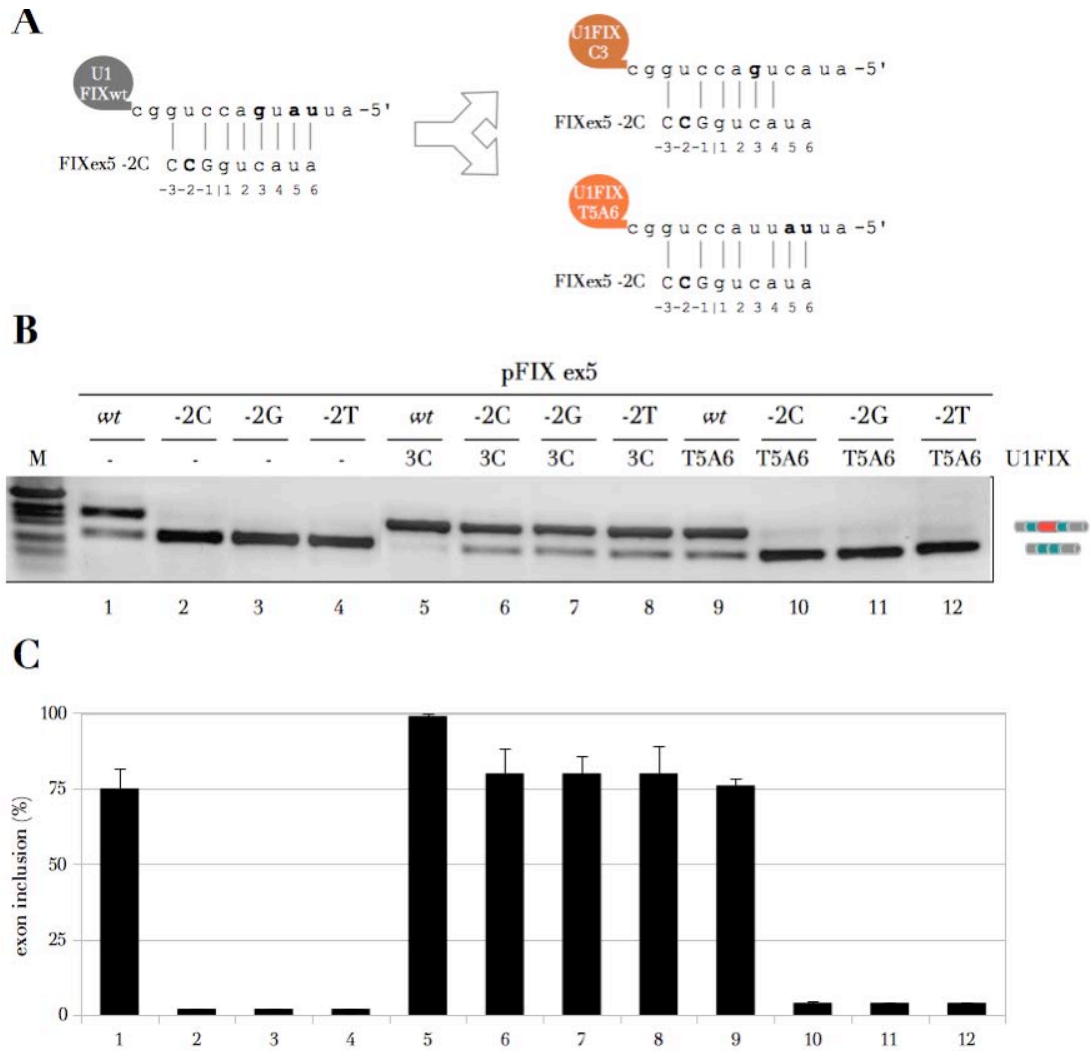 A
U1
FIXwt
c g g u c c a g u a u u a -5'
FIXex5 -2C C C G g u c a u a
-3-2-1|1 2 3 4 5 6
U1FIX
C3
c g g u c c a g u c a u a -5'
FIXex5 -2C C C G g u c a u a
-3 -2 -1 |1 2 3 4 5 6
U1FIX
T5A6
c g g u c c a u u a u u a -5'
FIXex5 -2C C C G g u c a u a
-3-2-1|1 2 3 4 5 6
B
pFIX ex5
wt -2C -2G -2T wt -2C -2G -2T wt -2C -2G -2T
M - - - - 3C 3C 3C 3C T5A6 T5A6 T5A6 T5A6 U1FIX
1 2 3 4 5 6 7 8 9 10 11 12
C
exon inclusion (%)
100
75
50
25
0
1 2 3 4 5 6 7 8 9 10 11 12